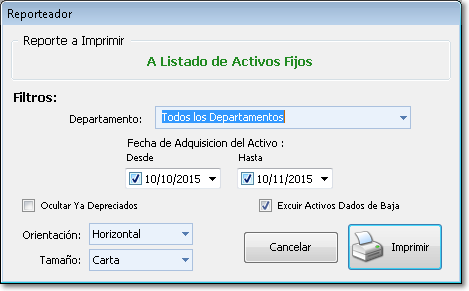 Reporteador
Reporte a Imprimir
A Listado de Activos Fijos
Filtros:
Departamento: Todos los Departamentos
Fecha de Adquisicion del Activo :
Desde Hasta
10/10/2015 10/11/2015
Ocultar Ya Depreciados Excuir Activos Dados de Baja
Orientación: Horizontal
Tamaño: Carta
Cancelar Imprimir